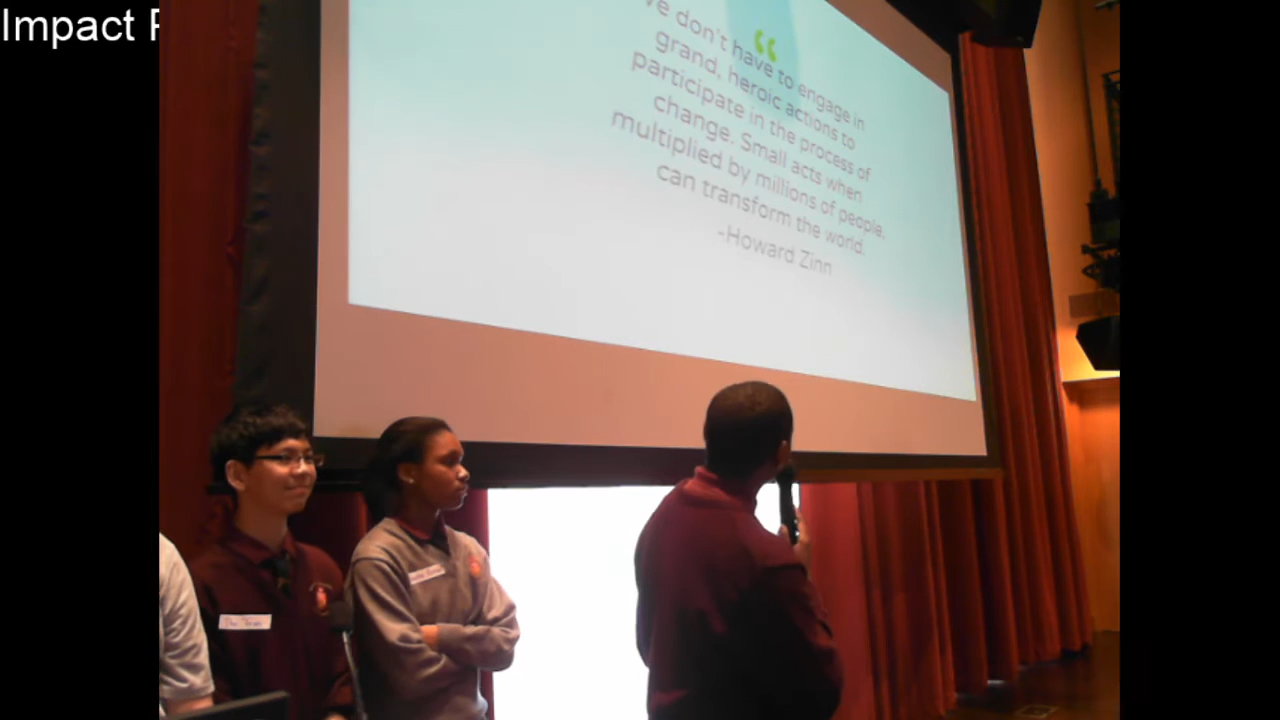 Impact
don't have to engage in
grand, heroic actions to
participate in the process of
change. Small acts when
multiplied by millions of people.
can transform the world.
-Howard Zinn